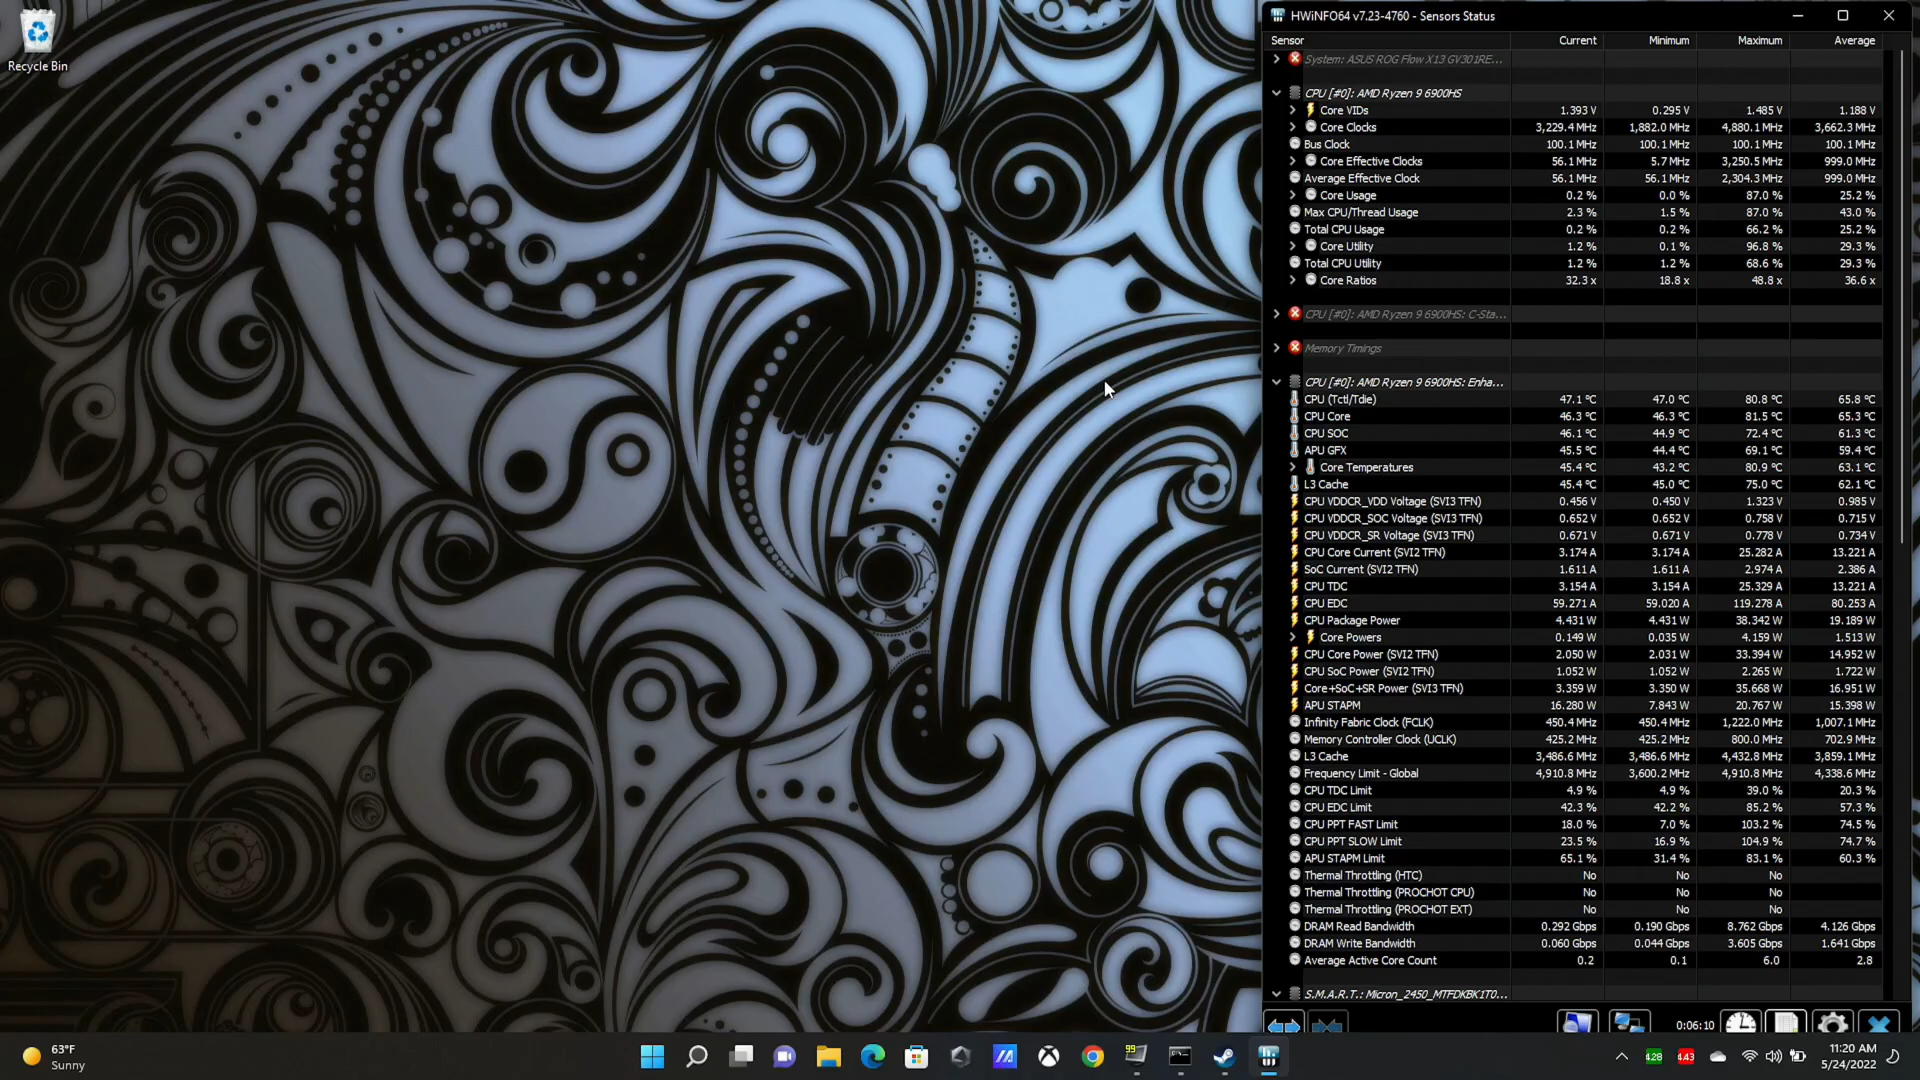 Recycle Bin
HWiNFO64 v7.23-4760 - Sensors Status
Sensor Current Minimum Maximum Average
System: ASUS ROG Flow X13 GV301RE...
CPU [#0]: AMD Ryzen 9 6900HS
Core VIDs 1.393 V 0.295 V 1.485 V 1.188 V
Core Clocks 3,229.4 MHz 1,882.0 MHz 4,880.1 MHz 3,662.3 MHz
Bus Clock 100.1 MHz 100.1 MHz 100.1 MHz 100.1 MHz
Core Effective Clocks 56.1 MHz 5.7 MHz 3,250.5 MHz 999.0 MHz
Average Effective Clock 56.1 MHz 56.1 MHz 2,304.3 MHz 999.0 MHz
Core Usage 0.2 % 0.0 % 87.0 % 25.2 %
Max CPU/Thread Usage 2.3 % 1.5 % 87.0 % 43.0 %
Total CPU Usage 0.2 % 0.2 % 66.2 % 25.2 %
Core Utility 1.2 % 0.1 % 96.8 % 29.3 %
Total CPU Utility 1.2 % 1.2 % 68.6 % 29.3 %
Core Ratios 32.3 x 18.8 x 48.8 x 36.6 x
CPU [#0]: AMD Ryzen 9 6900HS: C-Sta...
Memory Timings
CPU [#0]: AMD Ryzen 9 6900HS: Enha...
CPU (Tctl/Tdie) 47.1 °C 47.0 °C 80.8 °C 65.8 °C
CPU Core 46.3 °C 46.3 °C 81.5 °C 65.3 °C
CPU SOC 46.1 °C 44.9 °C 72.4 °C 61.3 °C
APU GFX 45.5 °C 44.4 °C 69.1 °C 59.4 °C
Core Temperatures 45.4 °C 43.2 °C 80.9 °C 63.1 °C
L3 Cache 45.4 °C 45.0 °C 75.0 °C 62.1 °C
CPU VDDCR_VDD Voltage (SVI3 TFN) 0.456 V 0.450 V 1.323 V 0.985 V
CPU VDDCR_SOC Voltage (SVI3 TFN) 0.652 V 0.652 V 0.758 V 0.715 V
CPU VDDCR_SR Voltage (SVI3 TFN) 0.671 V 0.671 V 0.778 V 0.734 V
CPU Core Current (SVI2 TFN) 3.174 A 3.174 A 25.282 A 13.221 A
SoC Current (SVI2 TFN) 1.611 A 1.611 A 2.974 A 2.386 A
CPU TDC 3.154 A 3.154 A 25.329 A 13.221 A
CPU EDC 59.271 A 59.020 A 119.278 A 80.253 A
CPU Package Power 4.431 W 4.431 W 38.342 W 19.189 W
Core Powers 0.149 W 0.035 W 4.159 W 1.513 W
CPU Core Power (SVI2 TFN) 2.050 W 2.031 W 33.394 W 14.952 W
CPU SoC Power (SVI2 TFN) 1.052 W 1.052 W 2.265 W 1.722 W
Core+SoC+SR Power (SVI3 TFN) 3.359 W 3.350 W 35.668 W 16.951 W
APU STAPM 16.280 W 7.843 W 20.767 W 15.398 W
Infinity Fabric Clock (FCLK) 450.4 MHz 450.4 MHz 1,222.0 MHz 1,007.1 MHz
Memory Controller Clock (UCLK) 425.2 MHz 425.2 MHz 800.0 MHz 702.9 MHz
L3 Cache 3,486.6 MHz 3,486.6 MHz 4,432.8 MHz 3,859.1 MHz
Frequency Limit - Global 4,910.8 MHz 3,600.2 MHz 4,910.8 MHz 4,338.6 MHz
CPU TDC Limit 4.9 % 4.9 % 39.0 % 20.3 %
CPU EDC Limit 42.3 % 42.2 % 85.2 % 57.3 %
CPU PPT FAST Limit 18.0 % 7.0 % 103.2 % 74.5 %
CPU PPT SLOW Limit 23.5 % 16.9 % 104.9 % 74.7 %
APU STAPM Limit 65.1 % 31.4 % 83.1 % 60.3 %
Thermal Throttling (HTC) No No No
Thermal Throttling (PROCHOT CPU) No No No
Thermal Throttling (PROCHOT EXT) No No No
DRAM Read Bandwidth 0.292 Gbps 0.190 Gbps 8.762 Gbps 4.126 Gbps
DRAM Write Bandwidth 0.060 Gbps 0.044 Gbps 3.605 Gbps 1.641 Gbps
Average Active Core Count 0.2 0.1 6.0 2.8
S.M.A.R.T.: Micron_2450_MTFDKBK1T0...
0:06:10
63°F
Sunny
99
4.28
4.43
11:20 AM
5/24/2022